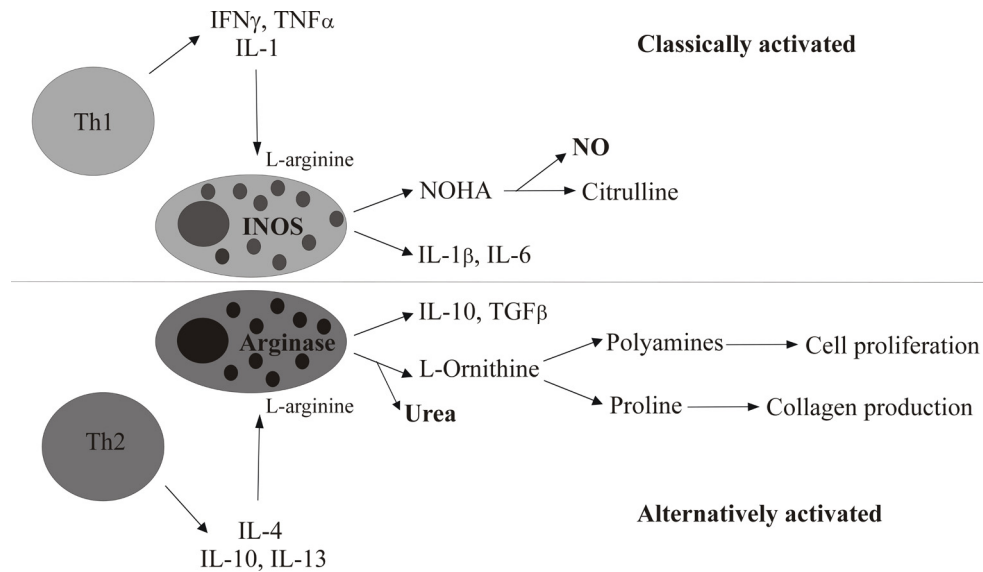 IFNγ, TNFα
IL-1
Classically activated
Th1
L-arginine
NO
NOHA
Citrulline
INOS
IL-1β, IL-6
IL-10, TGFβ
Arginase
Polyamines
Cell proliferation
L-Ornithine
Urea
L-arginine
Proline
Collagen production
Th2
Alternatively activated
IL-4
IL-10, IL-13